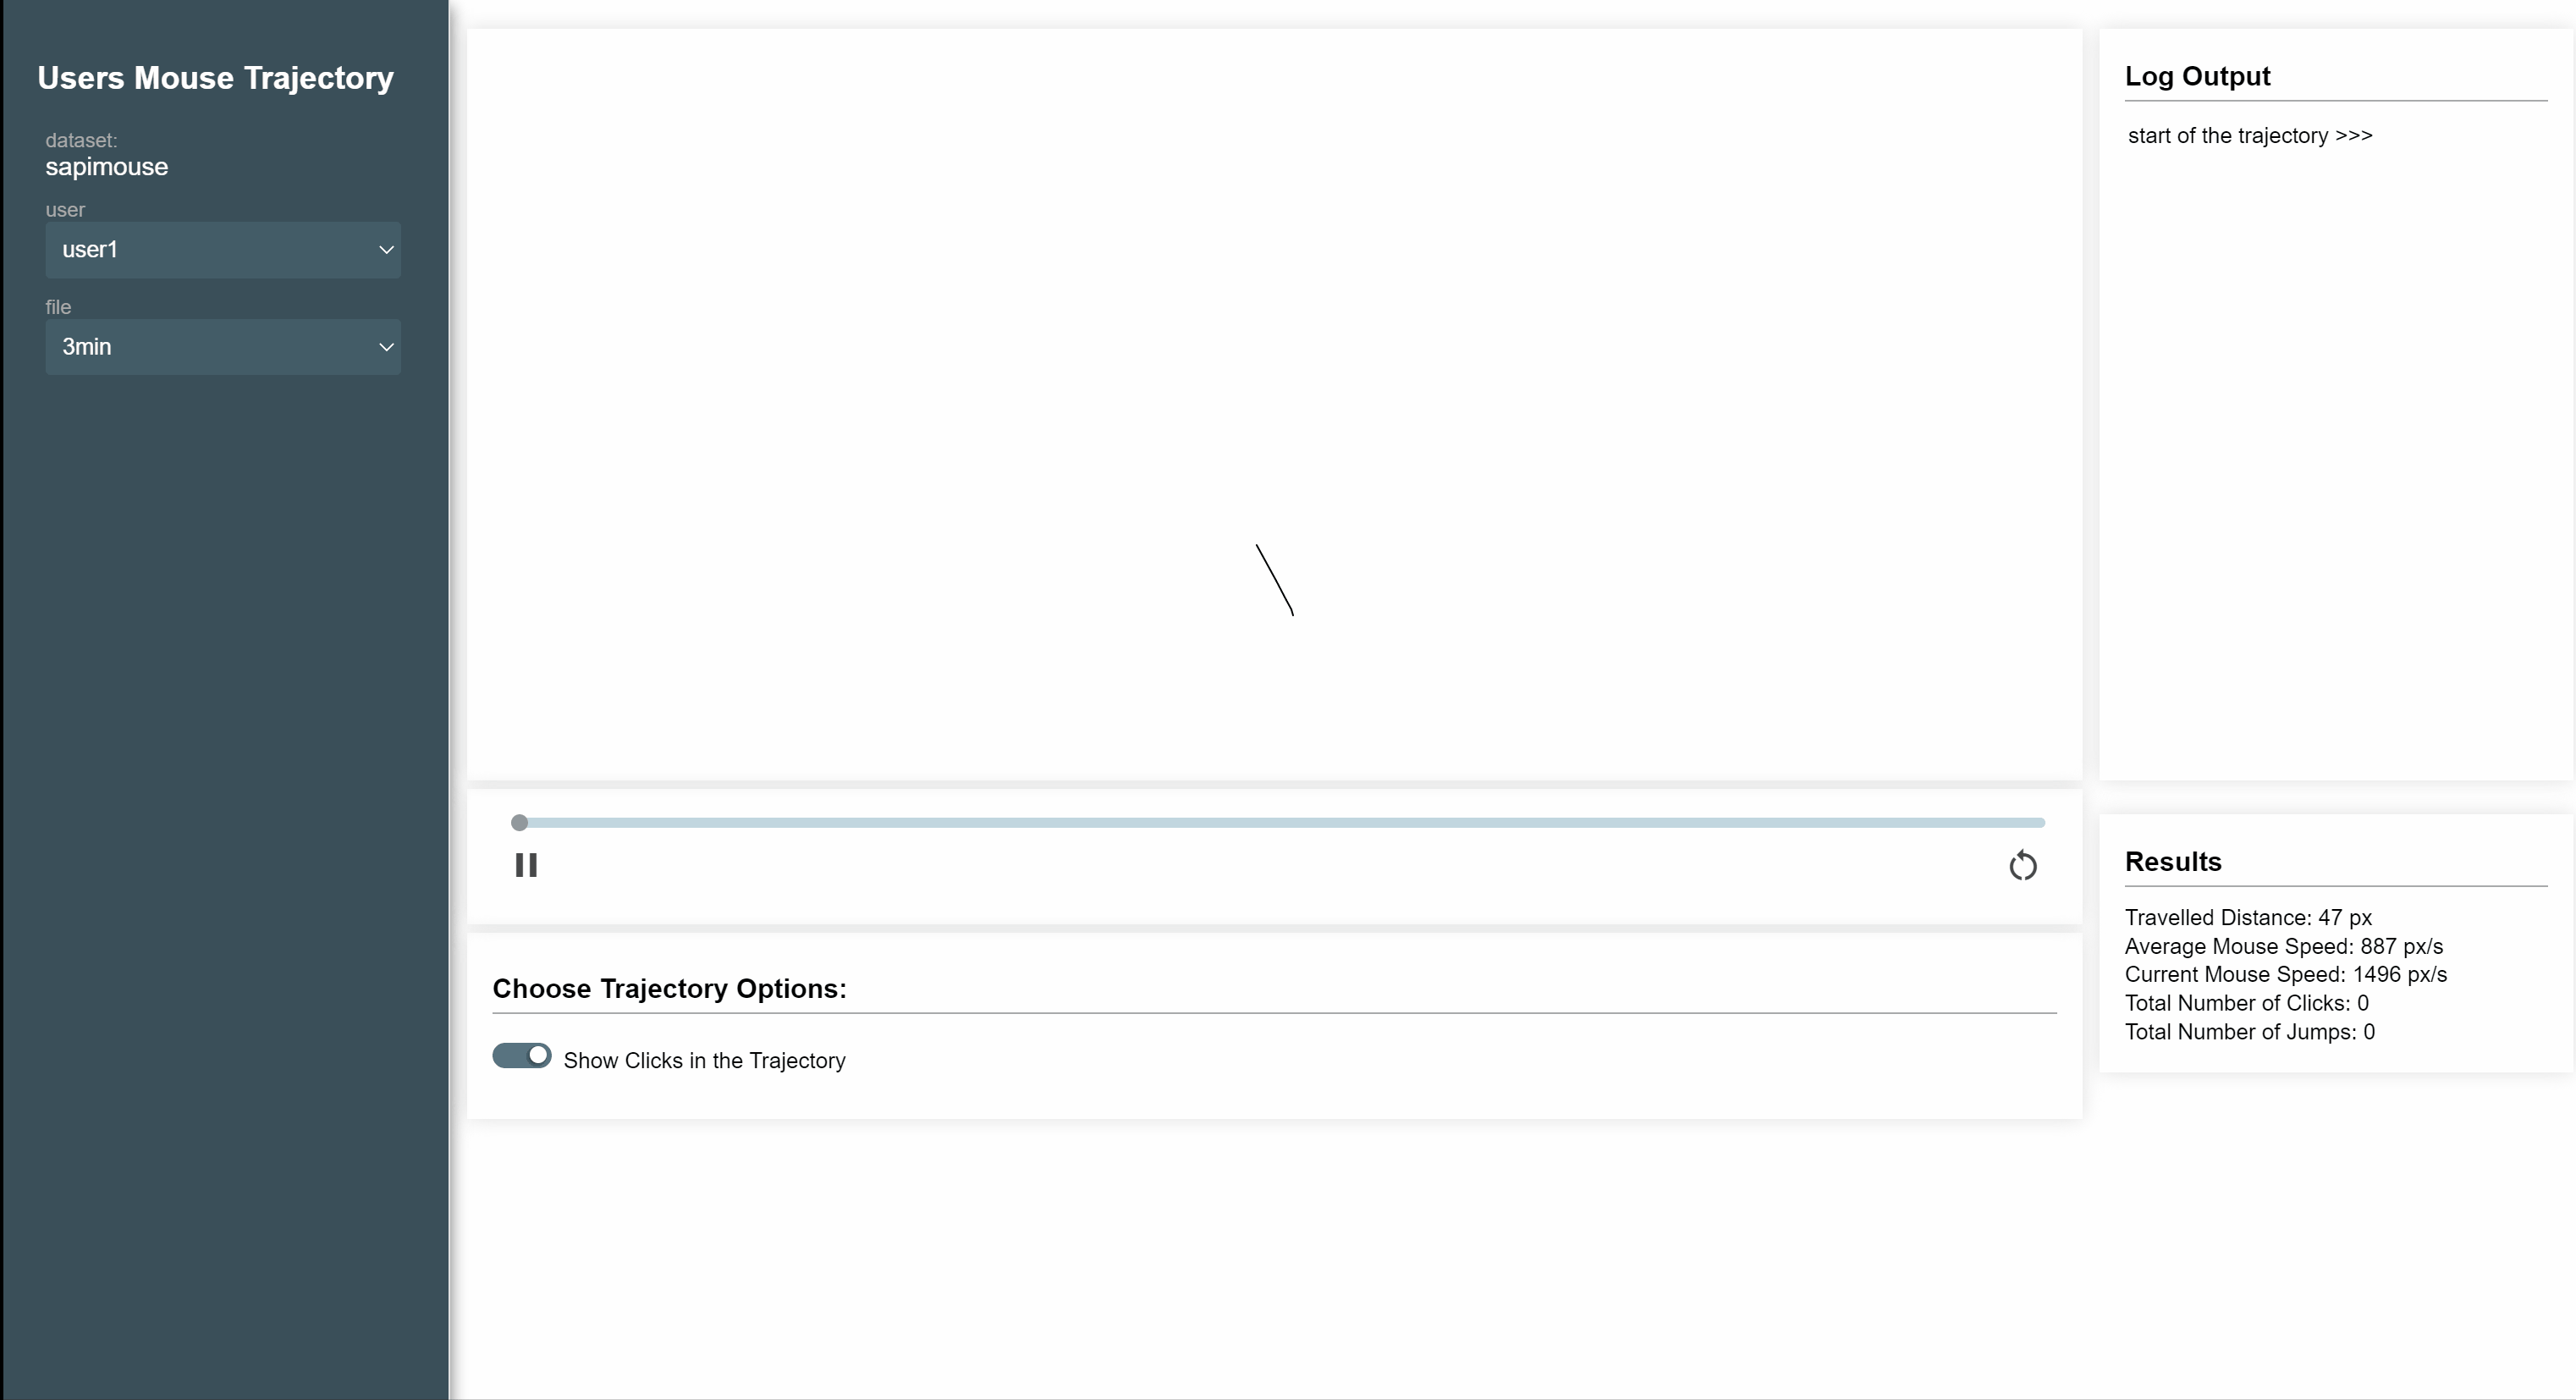 Users Mouse Trajectory
dataset:
sapimouse
user
user1
file
3min
Log Output
start of the trajectory >>>
Choose Trajectory Options:
Show Clicks in the Trajectory
Results
Travelled Distance: 47 px
Average Mouse Speed: 887 px/s
Current Mouse Speed: 1496 px/s
Total Number of Clicks: 0
Total Number of Jumps: 0